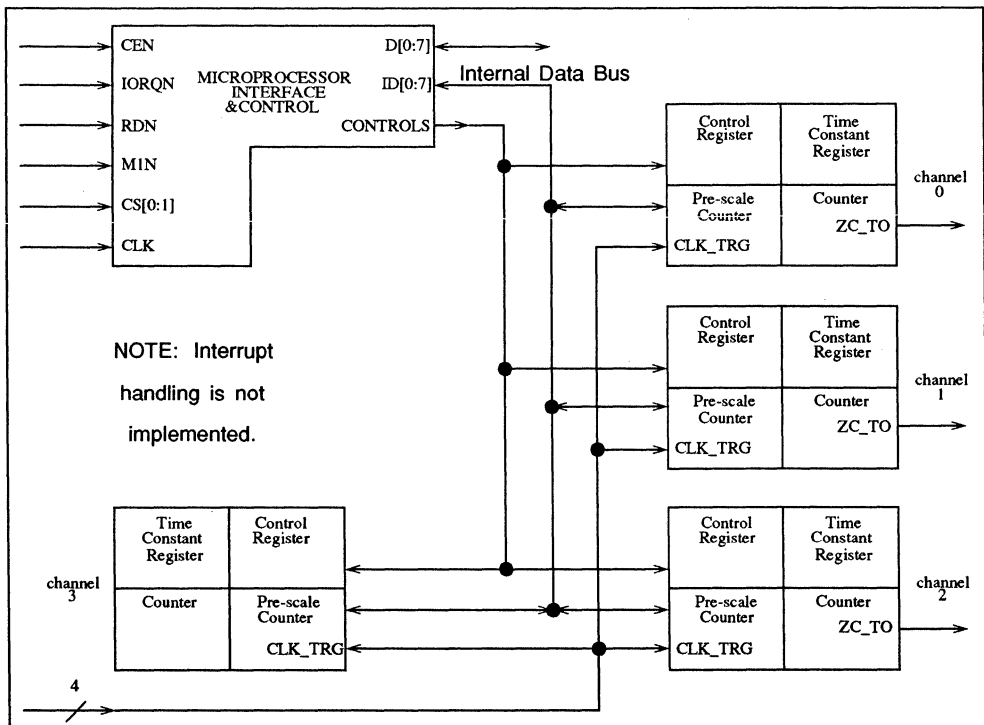 CEN
IORQN
RDN
MIN
CS[0:1]
CLK
MICROPROCESSOR
INTERFACE
&CONTROL
D[0:7]
ID[0:7]
CONTROLS
Internal Data Bus
Control
Register
Time
Constant
Register
Pre-scale
Counter
CLK_TRG
Counter
ZC_TO
channel
0
NOTE: Interrupt
handling is not
implemented.
Control
Register
Time
Constant
Register
Pre-scale
Counter
CLK_TRG
Counter
ZC_TO
channel
1
channel
3
Time
Constant
Register
Control
Register
Counter
Pre-scale
Counter
CLK_TRG
Control
Register
Time
Constant
Register
Pre-scale
Counter
CLK_TRG
Counter
ZC_TO
channel
2
4